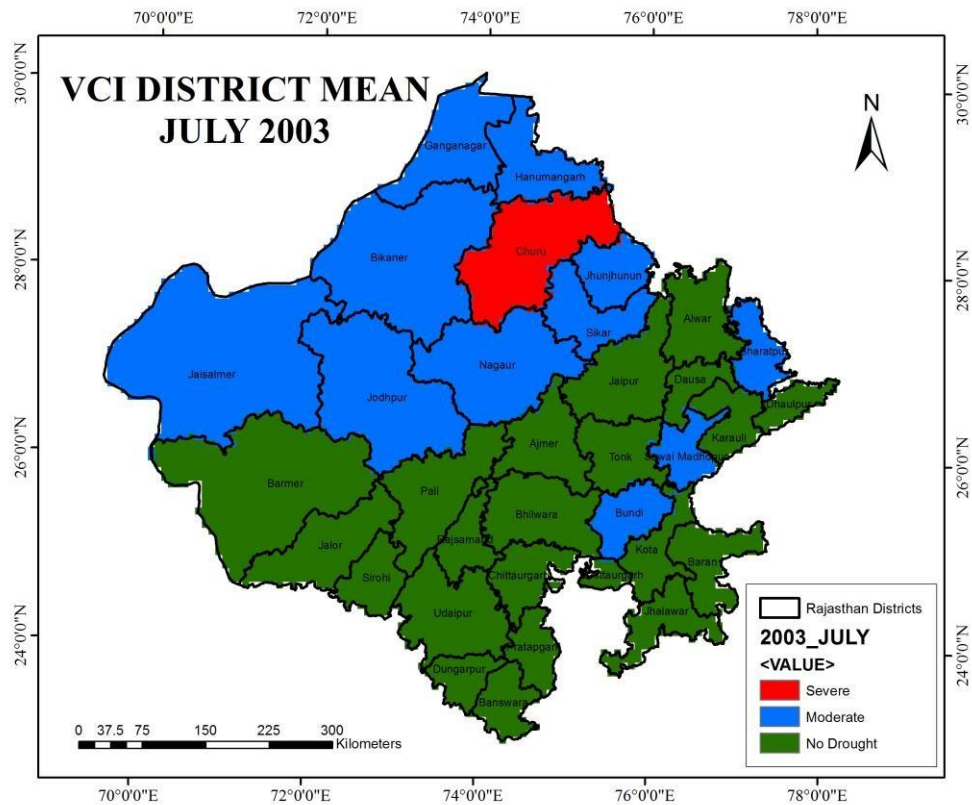 70°0'0"E 72°0'0"E 74°0'0"E 76°0'0"E 78°0'0"E
30°0'0"N
30°0'0"N
VCI DISTRICT MEAN
JULY 2003
N
Ganganagar
Hanumangarh
Churu
Bikaner
28°0'0"N
28°0'0"N
Jhunjhunun
Alwar
Sikar
Bharatpur
Nagaur
Jaisalmer
Jaipur
Dausa
Jodhpur
Dhaulpur
Karauli
Ajmer
26°0'0"N
26°0'0"N
Tonk
Sawai Madhopur
Barmer
Pali
Bhilwara
Bundi
Jalor
Rajsamand
Kota
Baran
Sirohi
Chittaurgarh
Chittaurgarh
Udaipur
Jhalawar
24°0'0"N
24°0'0"N
Pratapgarh
Dungarpur
Banswara
Rajasthan Districts
2003_JULY
<VALUE>
Severe
Moderate
No Drought
0 37.5 75 150 225 300
Kilometers
70°0'0"E 72°0'0"E 74°0'0"E 76°0'0"E 78°0'0"E